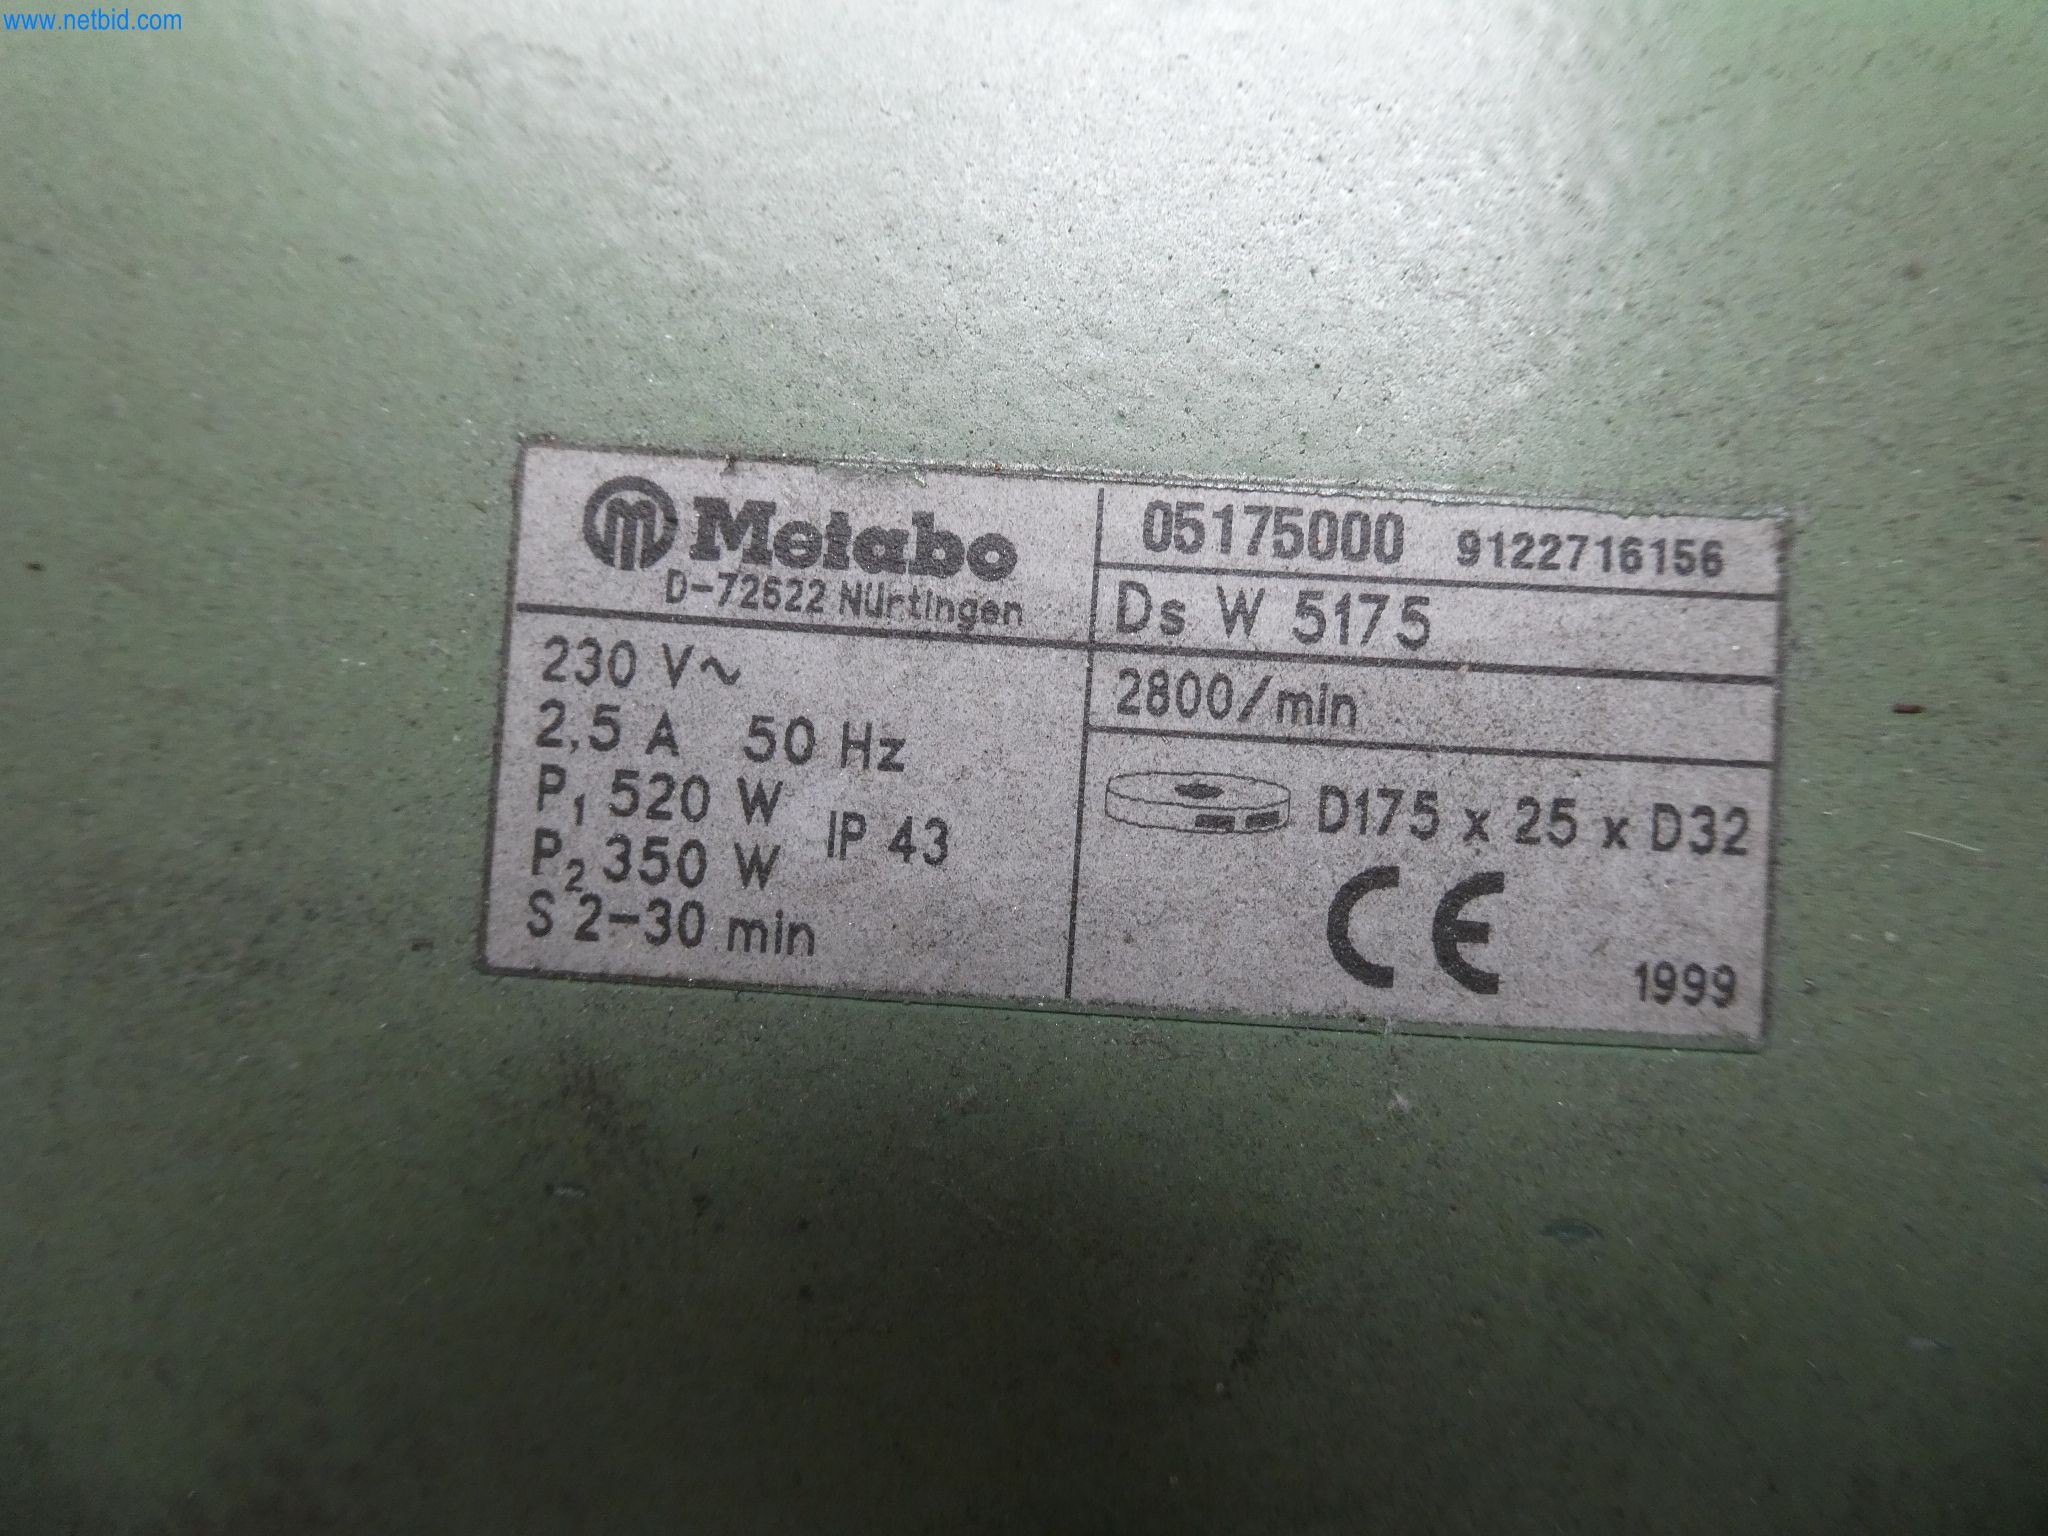 www.netbid.com
Metabo
D-72622 Nürtingen
230 V~
2,5 A 50 Hz
P1 520 W
IP 43
P2 350 W
S 2-30 min
05175000 9122716156
Ds W 5175
2800/min
D175 x 25 x D32
CE
1999